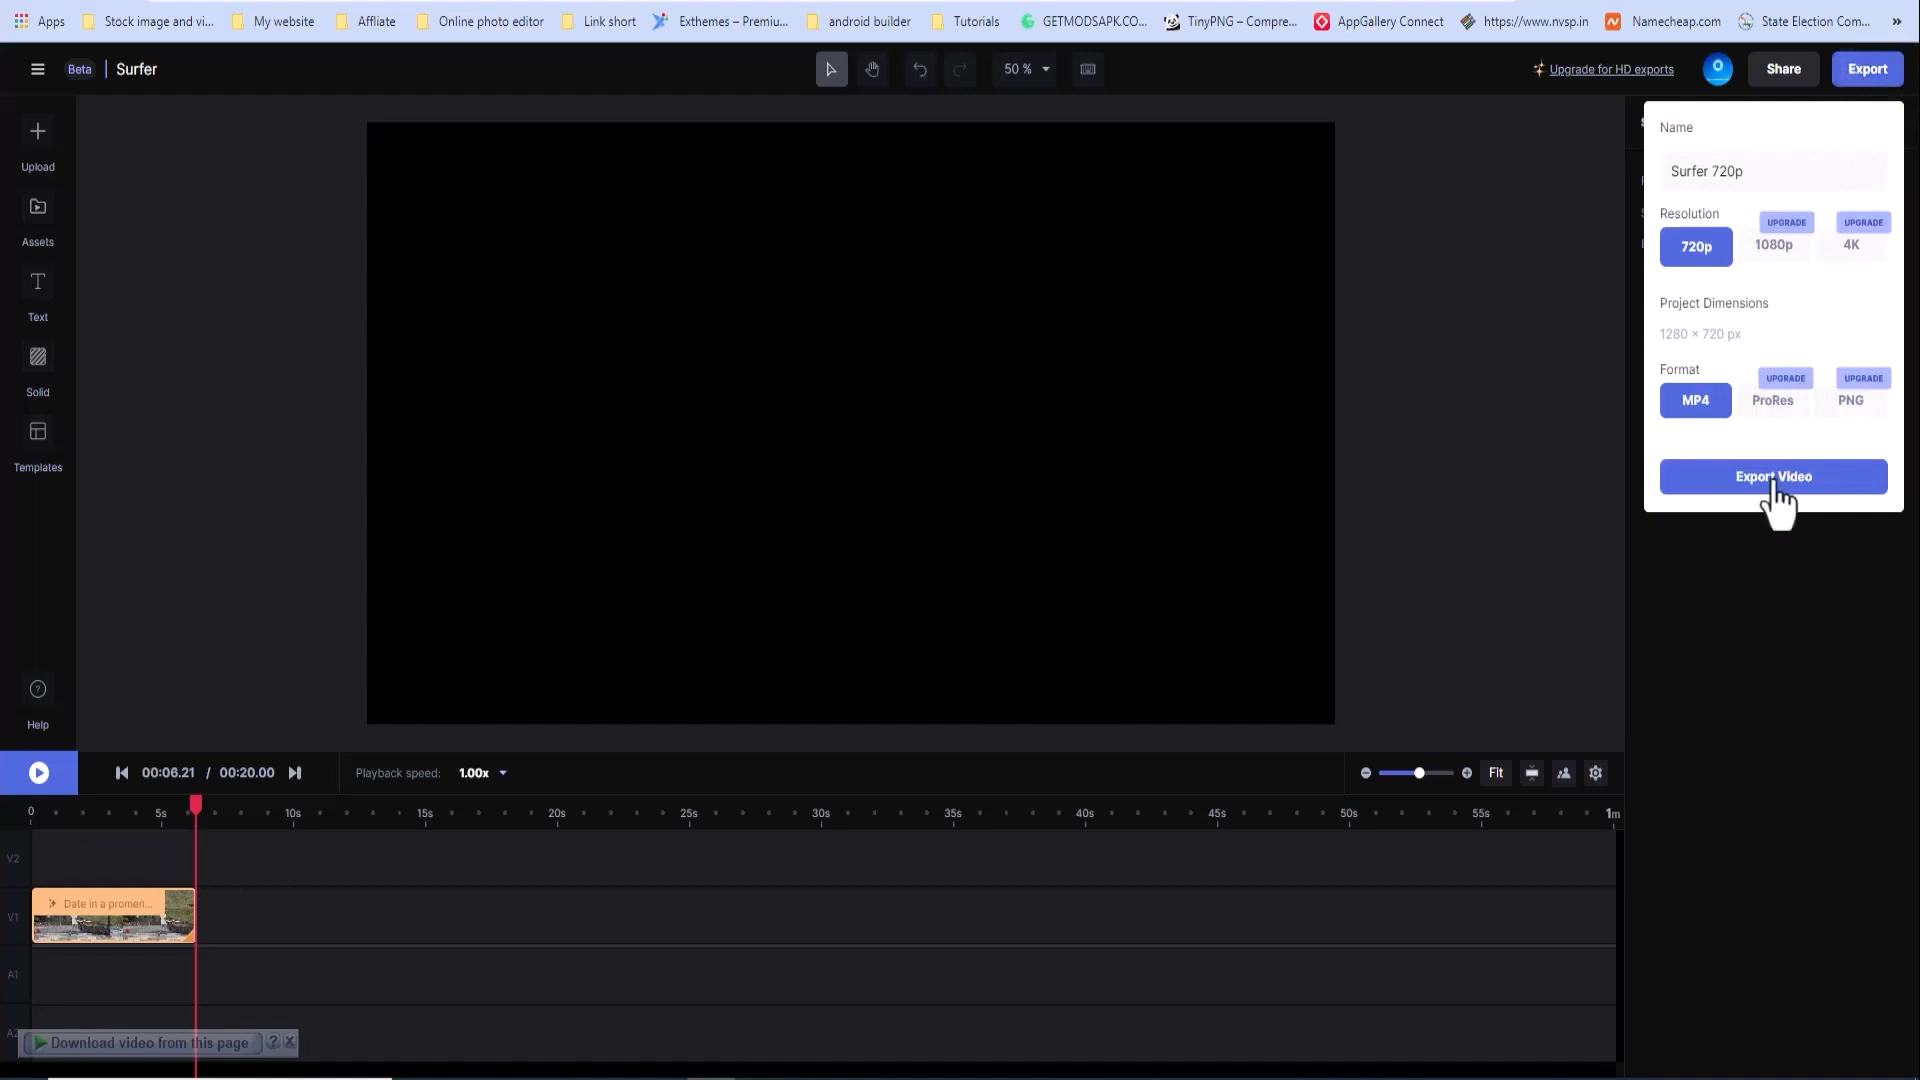 Apps
Stock image and vi...
My website
Affliate
Online photo editor
Link short
Exthemes – Premiu...
android builder
Tutorials
GETMODSAPK.CO...
TinyPNG – Compre...
AppGallery Connect
https://www.nvsp.in
Namecheap.com
State Election Com...
»
Beta
Surfer
50 %
Upgrade for HD exports
Share
Export
Upload
Assets
Text
Solid
Templates
Help
Name
Surfer 720p
Resolution
UPGRADE
UPGRADE
720p
1080p
4K
Project Dimensions
1280 × 720 px
Format
UPGRADE
UPGRADE
MP4
ProRes
PNG
Export Video
00:06.21 / 00:20.00
Playback speed: 1.00x
Fit
0 5s 10s 15s 20s 25s 30s 35s 40s 45s 50s 55s 1m
V2
V1
Date in a promen...
A1
A2
Download video from this page ? X